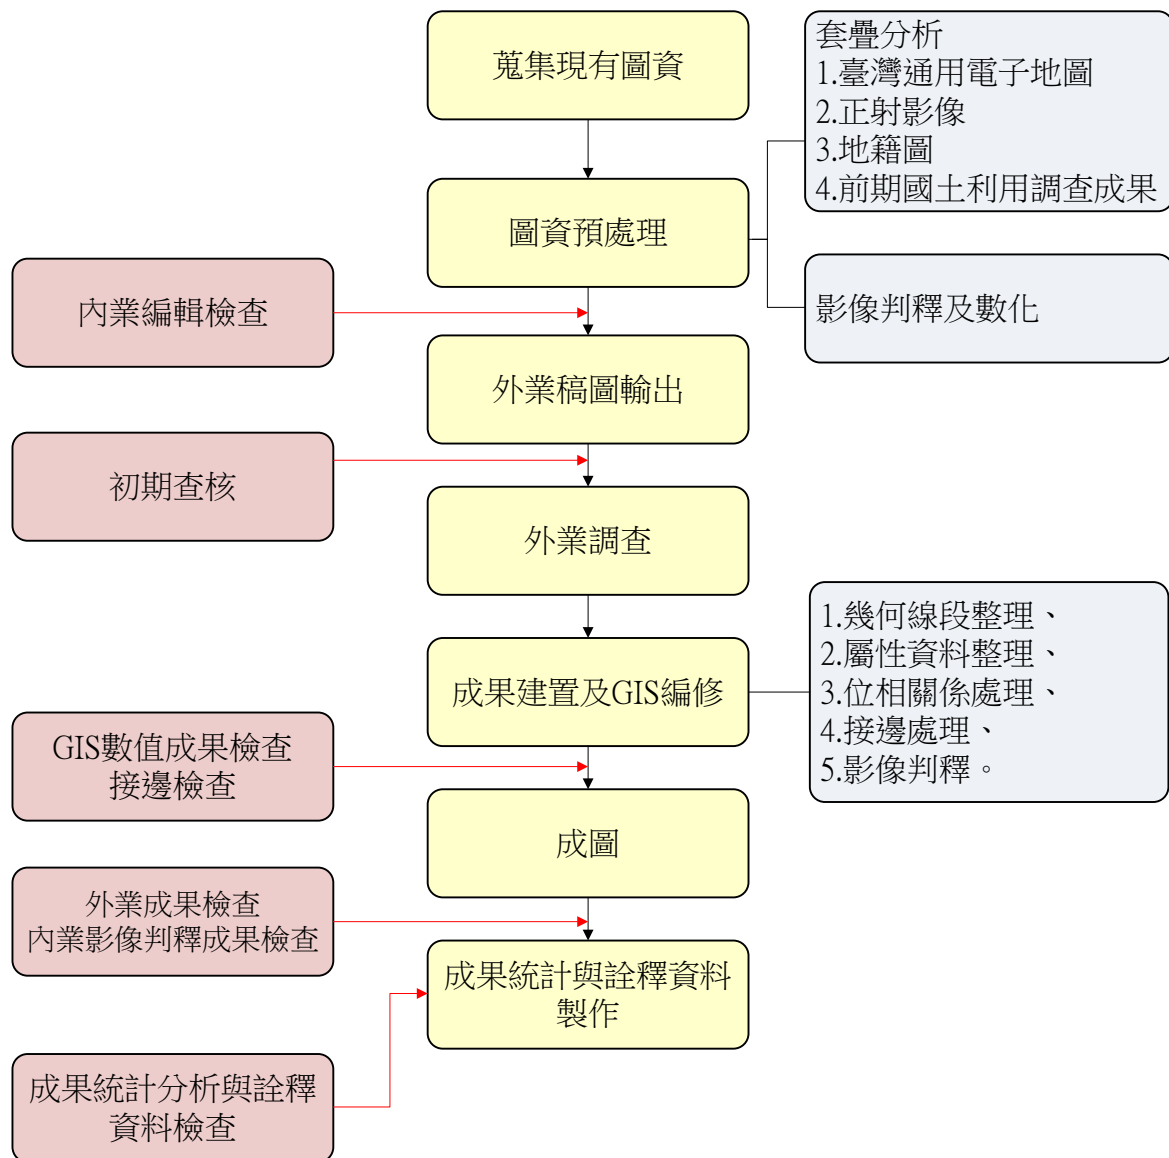 蒐集現有圖資
套疊分析
1.臺灣通用電子地圖
2.正射影像
3.地籍圖
4.前期國土利用調查成果
圖資預處理
內業編輯檢查
影像判釋及數化
外業稿圖輸出
初期查核
外業調查
成果建置及GIS編修
1.幾何線段整理、
2.屬性資料整理、
3.位相關係處理、
4.接邊處理、
5.影像判釋。
GIS數值成果檢查
接邊檢查
成圖
外業成果檢查
內業影像判釋成果檢查
成果統計與詮釋資料
製作
成果統計分析與詮釋
資料檢查